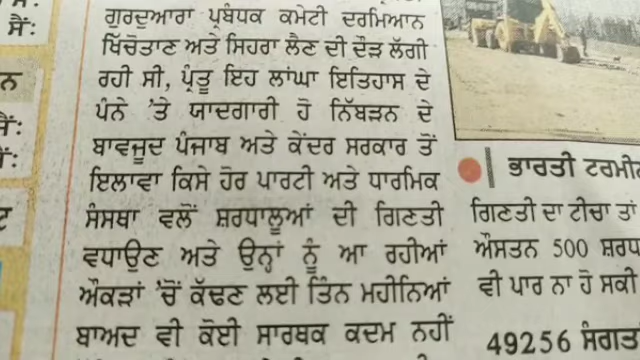 ਗੁਰਦੁਆਰਾ ਪ੍ਰਬੰਧਕ ਕਮੇਟੀ ਦਰਮਿਆਨ
ਖਿੱਚੋਤਾਣ ਅਤੇ ਸਿਹਰਾ ਲੈਣ ਦੀ ਦੌੜ ਲੱਗੀ
ਰਹੀ ਸੀ, ਪ੍ਰੰਤੂ ਇਹ ਲਾਂਘਾ ਇਤਿਹਾਸ ਦੇ
ਪੰਨੇ 'ਤੇ ਯਾਦਗਾਰੀ ਹੋ ਨਿੱਬੜਨ ਦੇ
ਬਾਵਜੂਦ ਪੰਜਾਬ ਅਤੇ ਕੇਂਦਰ ਸਰਕਾਰ ਤੋਂ
ਇਲਾਵਾ ਕਿਸੇ ਹੋਰ ਪਾਰਟੀ ਅਤੇ ਧਾਰਮਿਕ
ਸੰਸਥਾ ਵਲੋਂ ਸ਼ਰਧਾਲੂਆਂ ਦੀ ਗਿਣਤੀ
ਵਧਾਉਣ ਅਤੇ ਉਨ੍ਹਾਂ ਨੂੰ ਆ ਰਹੀਆਂ
ਔਕੜਾਂ 'ਚੋਂ ਕੱਢਣ ਲਈ ਤਿੰਨ ਮਹੀਨਿਆਂ
ਬਾਅਦ ਵੀ ਕੋਈ ਸਾਰਥਕ ਕਦਮ ਨਹੀਂ
ਭਾਰਤੀ
ਗਿਣਤੀ ਦਾ ਟੀਚਾ ਤਾਂ
ਔਸਤਨ 500
ਵੀ ਪਾਰ ਨਾ ਹੋ ਸਕੀ
49256 ਸੰਗਤ